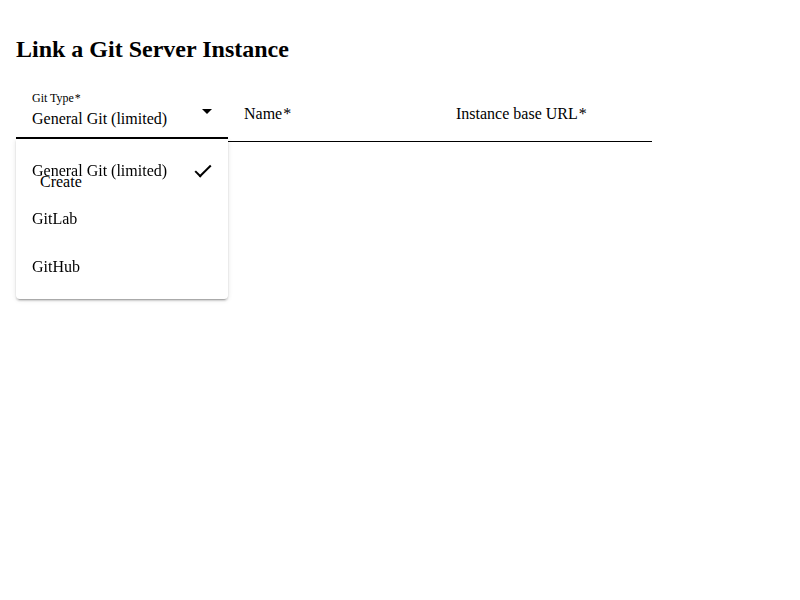 Link a Git Server Instance
Git Type*
General Git (limited)
Name*
Instance base URL*
General Git (limited)
Create
GitLab
GitHub